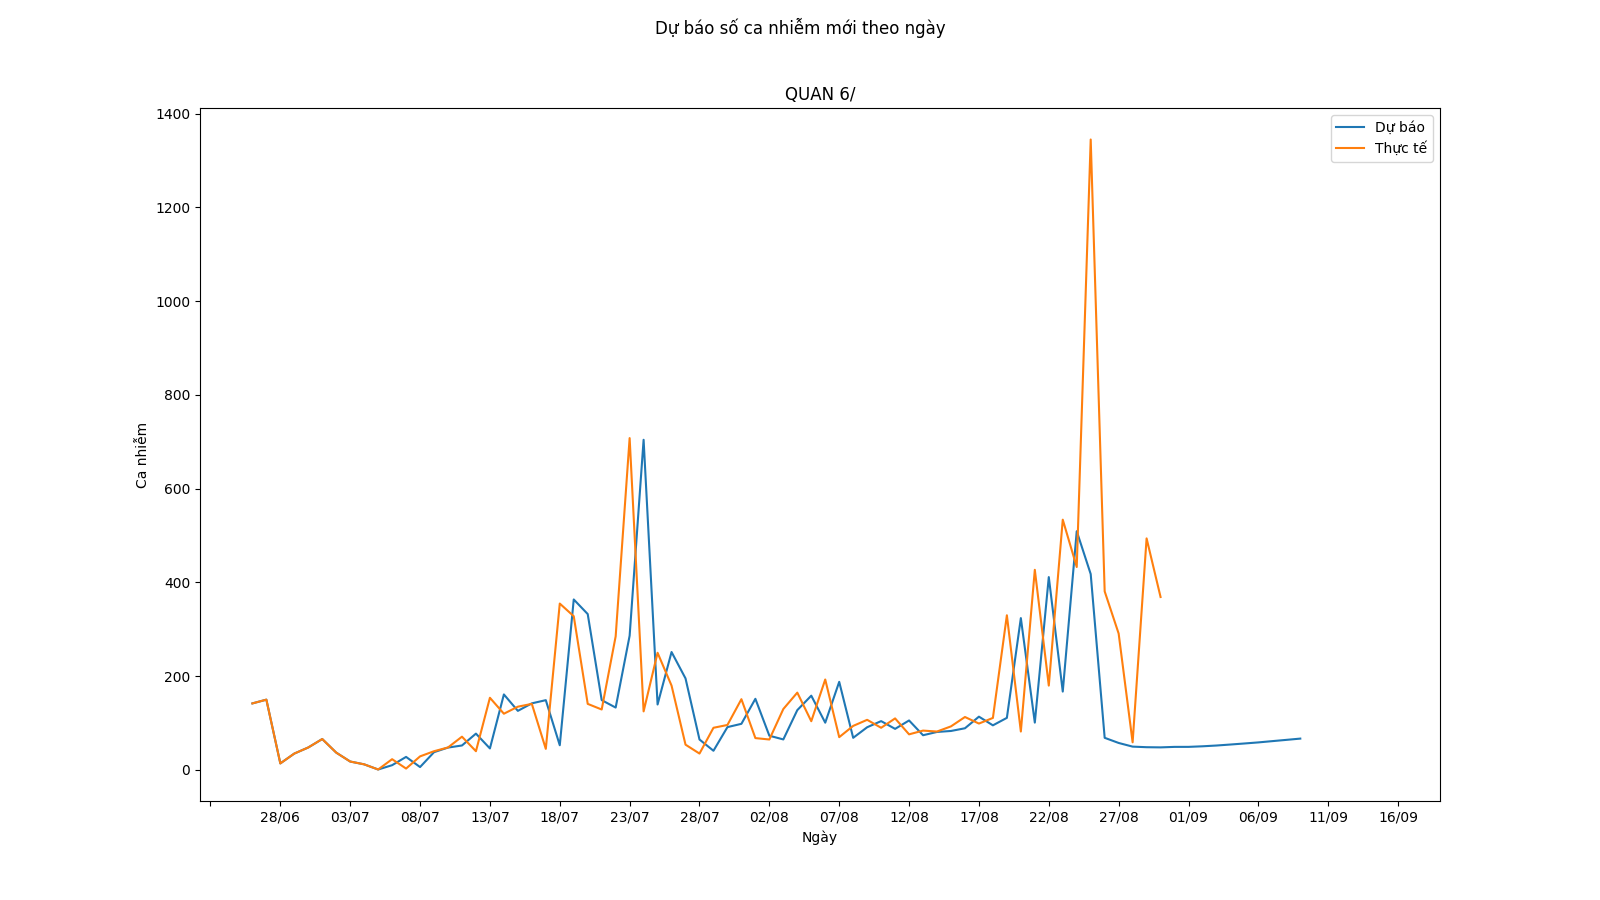 Dự báo số ca nhiễm mới theo ngày
QUAN 6/
Dự báo
Thực tế
1400
1200
1000
800
600
400
200
0
Ca nhiễm
28/06 03/07 08/07 13/07 18/07 23/07 28/07 02/08 07/08 12/08 17/08 22/08 27/08 01/09 06/09 11/09 16/09
Ngày